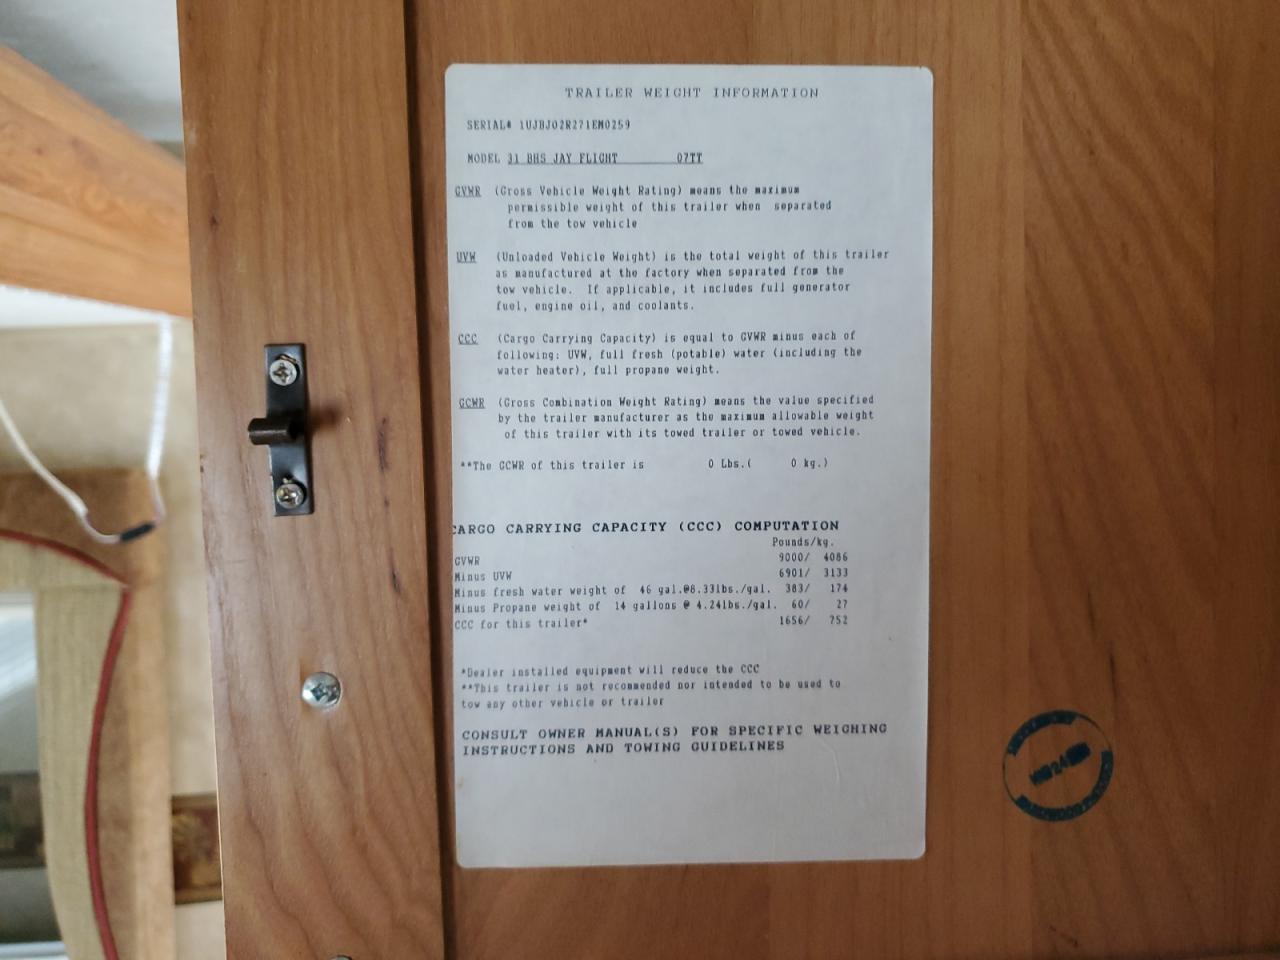 TRAILER WEIGHT INFORMATION
SERIAL# 1UJBJ02R271EM0259
MODEL 31 BHS JAY FLIGHT 07TT
GVWR (Gross Vehicle Weight Rating) means the maximum
permissible weight of this trailer when separated
from the tow vehicle
UVW (Unloaded Vehicle Weight) is the total weight of this trailer
as manufactured at the factory when separated from the
tow vehicle. If applicable, it includes full generator
fuel, engine oil, and coolants.
CCC (Cargo Carrying Capacity) is equal to GVWR minus each of
following: UVW, full fresh (potable) water (including the
water heater), full propane weight.
GCWR (Gross Combination Weight Rating) means the value specified
by the trailer manufacturer as the maximum allowable weight
of this trailer with its towed trailer or towed vehicle.
**The GCWR of this trailer is 0 Lbs.( 0 kg.)
CARGO CARRYING CAPACITY (CCC) COMPUTATION
Pounds/kg.
GVWR 9000/ 4086
Minus UVW 6901/ 3133
Minus fresh water weight of 46 gal.@8.33lbs./gal. 383/ 174
Minus Propane weight of 14 gallons @ 4.24lbs./gal. 60/ 27
CCC for this trailer* 1656/ 752
*Dealer installed equipment will reduce the CCC
**This trailer is not recommended nor intended to be used to
tow any other vehicle or trailer
CONSULT OWNER MANUAL(S) FOR SPECIFIC WEIGHING
INSTRUCTIONS AND TOWING GUIDELINES